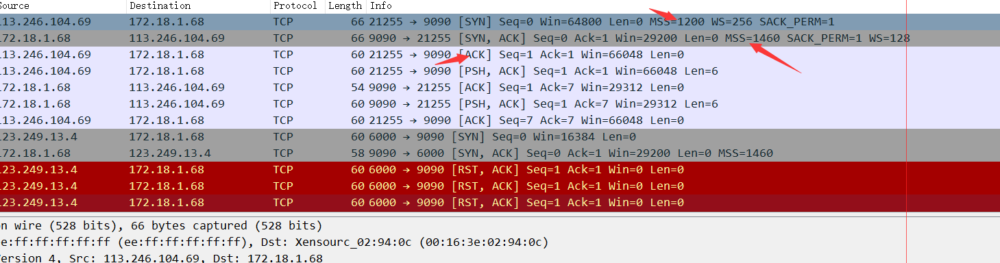 Source Destination Protocol Length Info
113.246.104.69 172.18.1.68 TCP 66 21255 → 9090 [SYN] Seq=0 Win=64800 Len=0 MSS=1200 WS=256 SACK_PERM=1
172.18.1.68 113.246.104.69 TCP 66 9090 → 21255 [SYN, ACK] Seq=0 Ack=1 Win=29200 Len=0 MSS=1460 SACK_PERM=1 WS=128
113.246.104.69 172.18.1.68 TCP 60 21255 → 9090 [ACK] Seq=1 Ack=1 Win=66048 Len=0
113.246.104.69 172.18.1.68 TCP 60 21255 → 9090 [PSH, ACK] Seq=1 Ack=1 Win=66048 Len=6
172.18.1.68 113.246.104.69 TCP 54 9090 → 21255 [ACK] Seq=1 Ack=7 Win=29312 Len=0
172.18.1.68 113.246.104.69 TCP 60 9090 → 21255 [PSH, ACK] Seq=1 Ack=7 Win=29312 Len=6
113.246.104.69 172.18.1.68 TCP 60 21255 → 9090 [ACK] Seq=7 Ack=7 Win=66048 Len=0
123.249.13.4 172.18.1.68 TCP 60 6000 → 9090 [SYN] Seq=0 Win=16384 Len=0
172.18.1.68 123.249.13.4 TCP 58 9090 → 6000 [SYN, ACK] Seq=0 Ack=1 Win=29200 Len=0 MSS=1460
123.249.13.4 172.18.1.68 TCP 60 6000 → 9090 [RST, ACK] Seq=1 Ack=1 Win=0 Len=0
123.249.13.4 172.18.1.68 TCP 60 6000 → 9090 [RST, ACK] Seq=1 Ack=1 Win=0 Len=0
123.249.13.4 172.18.1.68 TCP 60 6000 → 9090 [RST, ACK] Seq=1 Ack=1 Win=0 Len=0
on wire (528 bits), 66 bytes captured (528 bits)
ee:ff:ff:ff:ff:ff (ee:ff:ff:ff:ff:ff), Dst: Xensourc_02:94:0c (00:16:3e:02:94:0c)
Version 4, Src: 113.246.104.69, Dst: 172.18.1.68